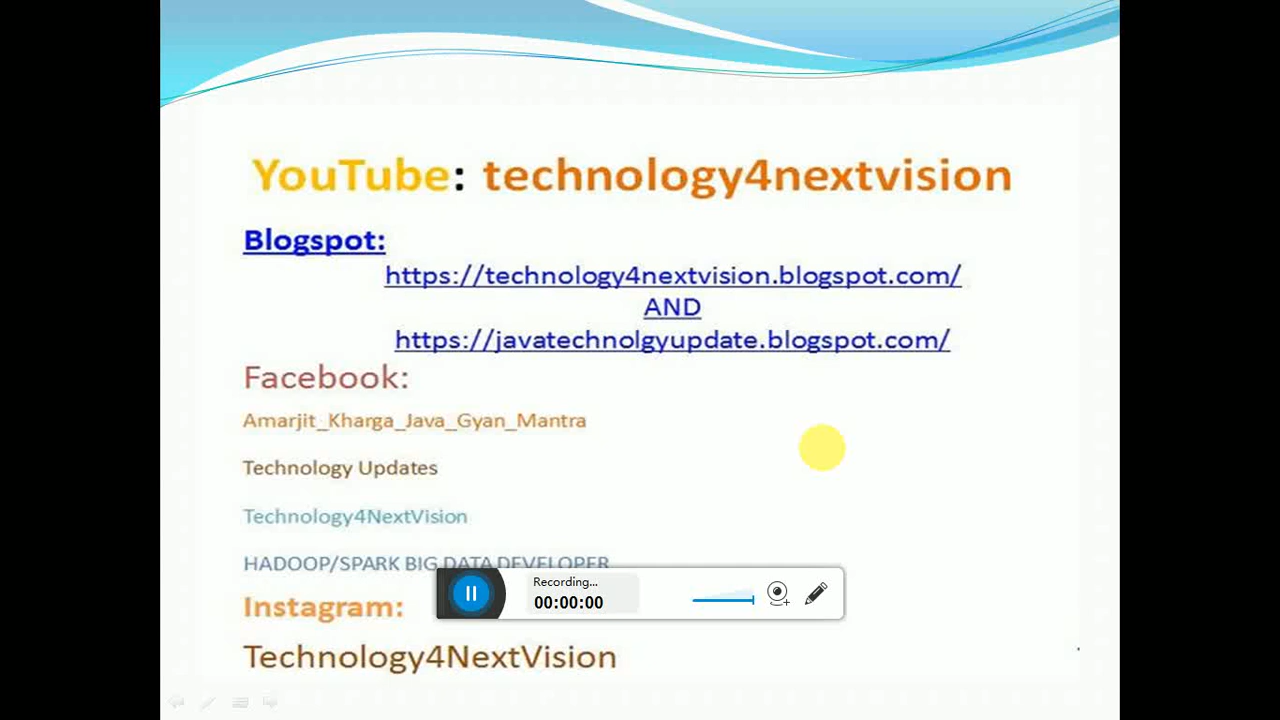 YouTube: technology4nextvision
Blogspot:
https://technology4nextvision.blogspot.com/
AND
https://javatechnolgyupdate.blogspot.com/
Facebook:
Amarjit_Kharga_Java_Gyan_Mantra
Technology Updates
Technology4NextVision
HADOOP/SPARK BIG DATA DEVELOPER
Recording...
00:00:00
Instagram:
Technology4NextVision